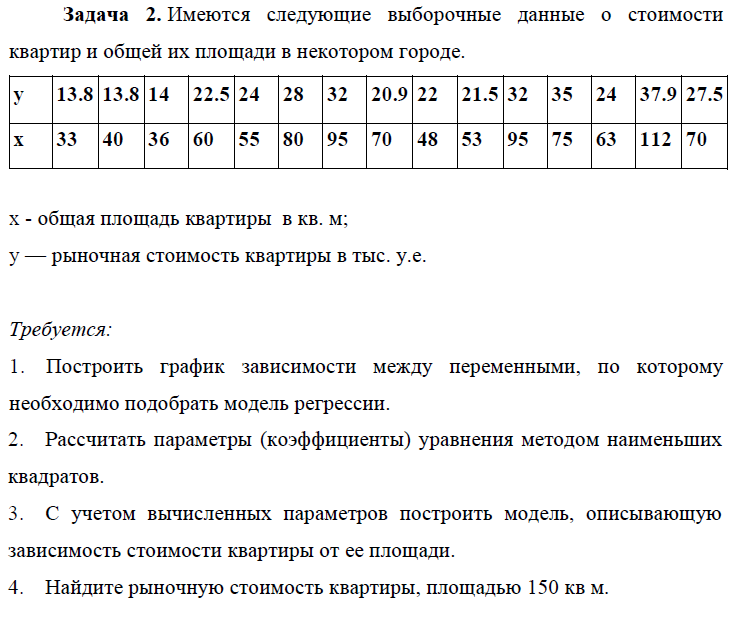 Задача 2. Имеются следующие выборочные данные о стоимости
квартир и общей их площади в некотором городе.
y 13.8 13.8 14 22.5 24 28 32 20.9 22 21.5 32 35 24 37.9 27.5
x 33 40 36 60 55 80 95 70 48 53 95 75 63 112 70
x - общая площадь квартиры в кв. м;
y — рыночная стоимость квартиры в тыс. у.е.
Требуется:
1. Построить график зависимости между переменными, по которому
необходимо подобрать модель регрессии.
2. Рассчитать параметры (коэффициенты) уравнения методом наименьших
квадратов.
3. С учетом вычисленных параметров построить модель, описывающую
зависимость стоимости квартиры от ее площади.
4. Найдите рыночную стоимость квартиры, площадью 150 кв м.